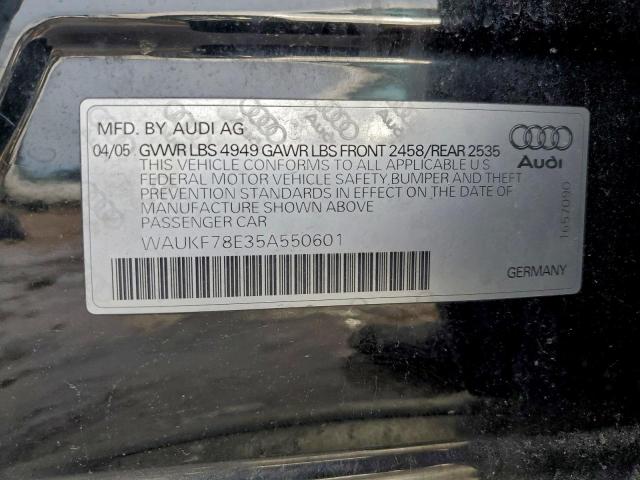 MFD. BY AUDI AG
04/05 GVWR LBS 4949 GAWR LBS FRONT 2458/REAR 2535
THIS VEHICLE CONFORMS TO ALL APPLICABLE U.S
FEDERAL MOTOR VEHICLE SAFETY,BUMPER AND THEFT
PREVENTION STANDARDS IN EFFECT ON THE DATE OF
MANUFACTURE SHOWN ABOVE
PASSENGER CAR
WAUKF78E35A550601
Audi
1657090
GERMANY